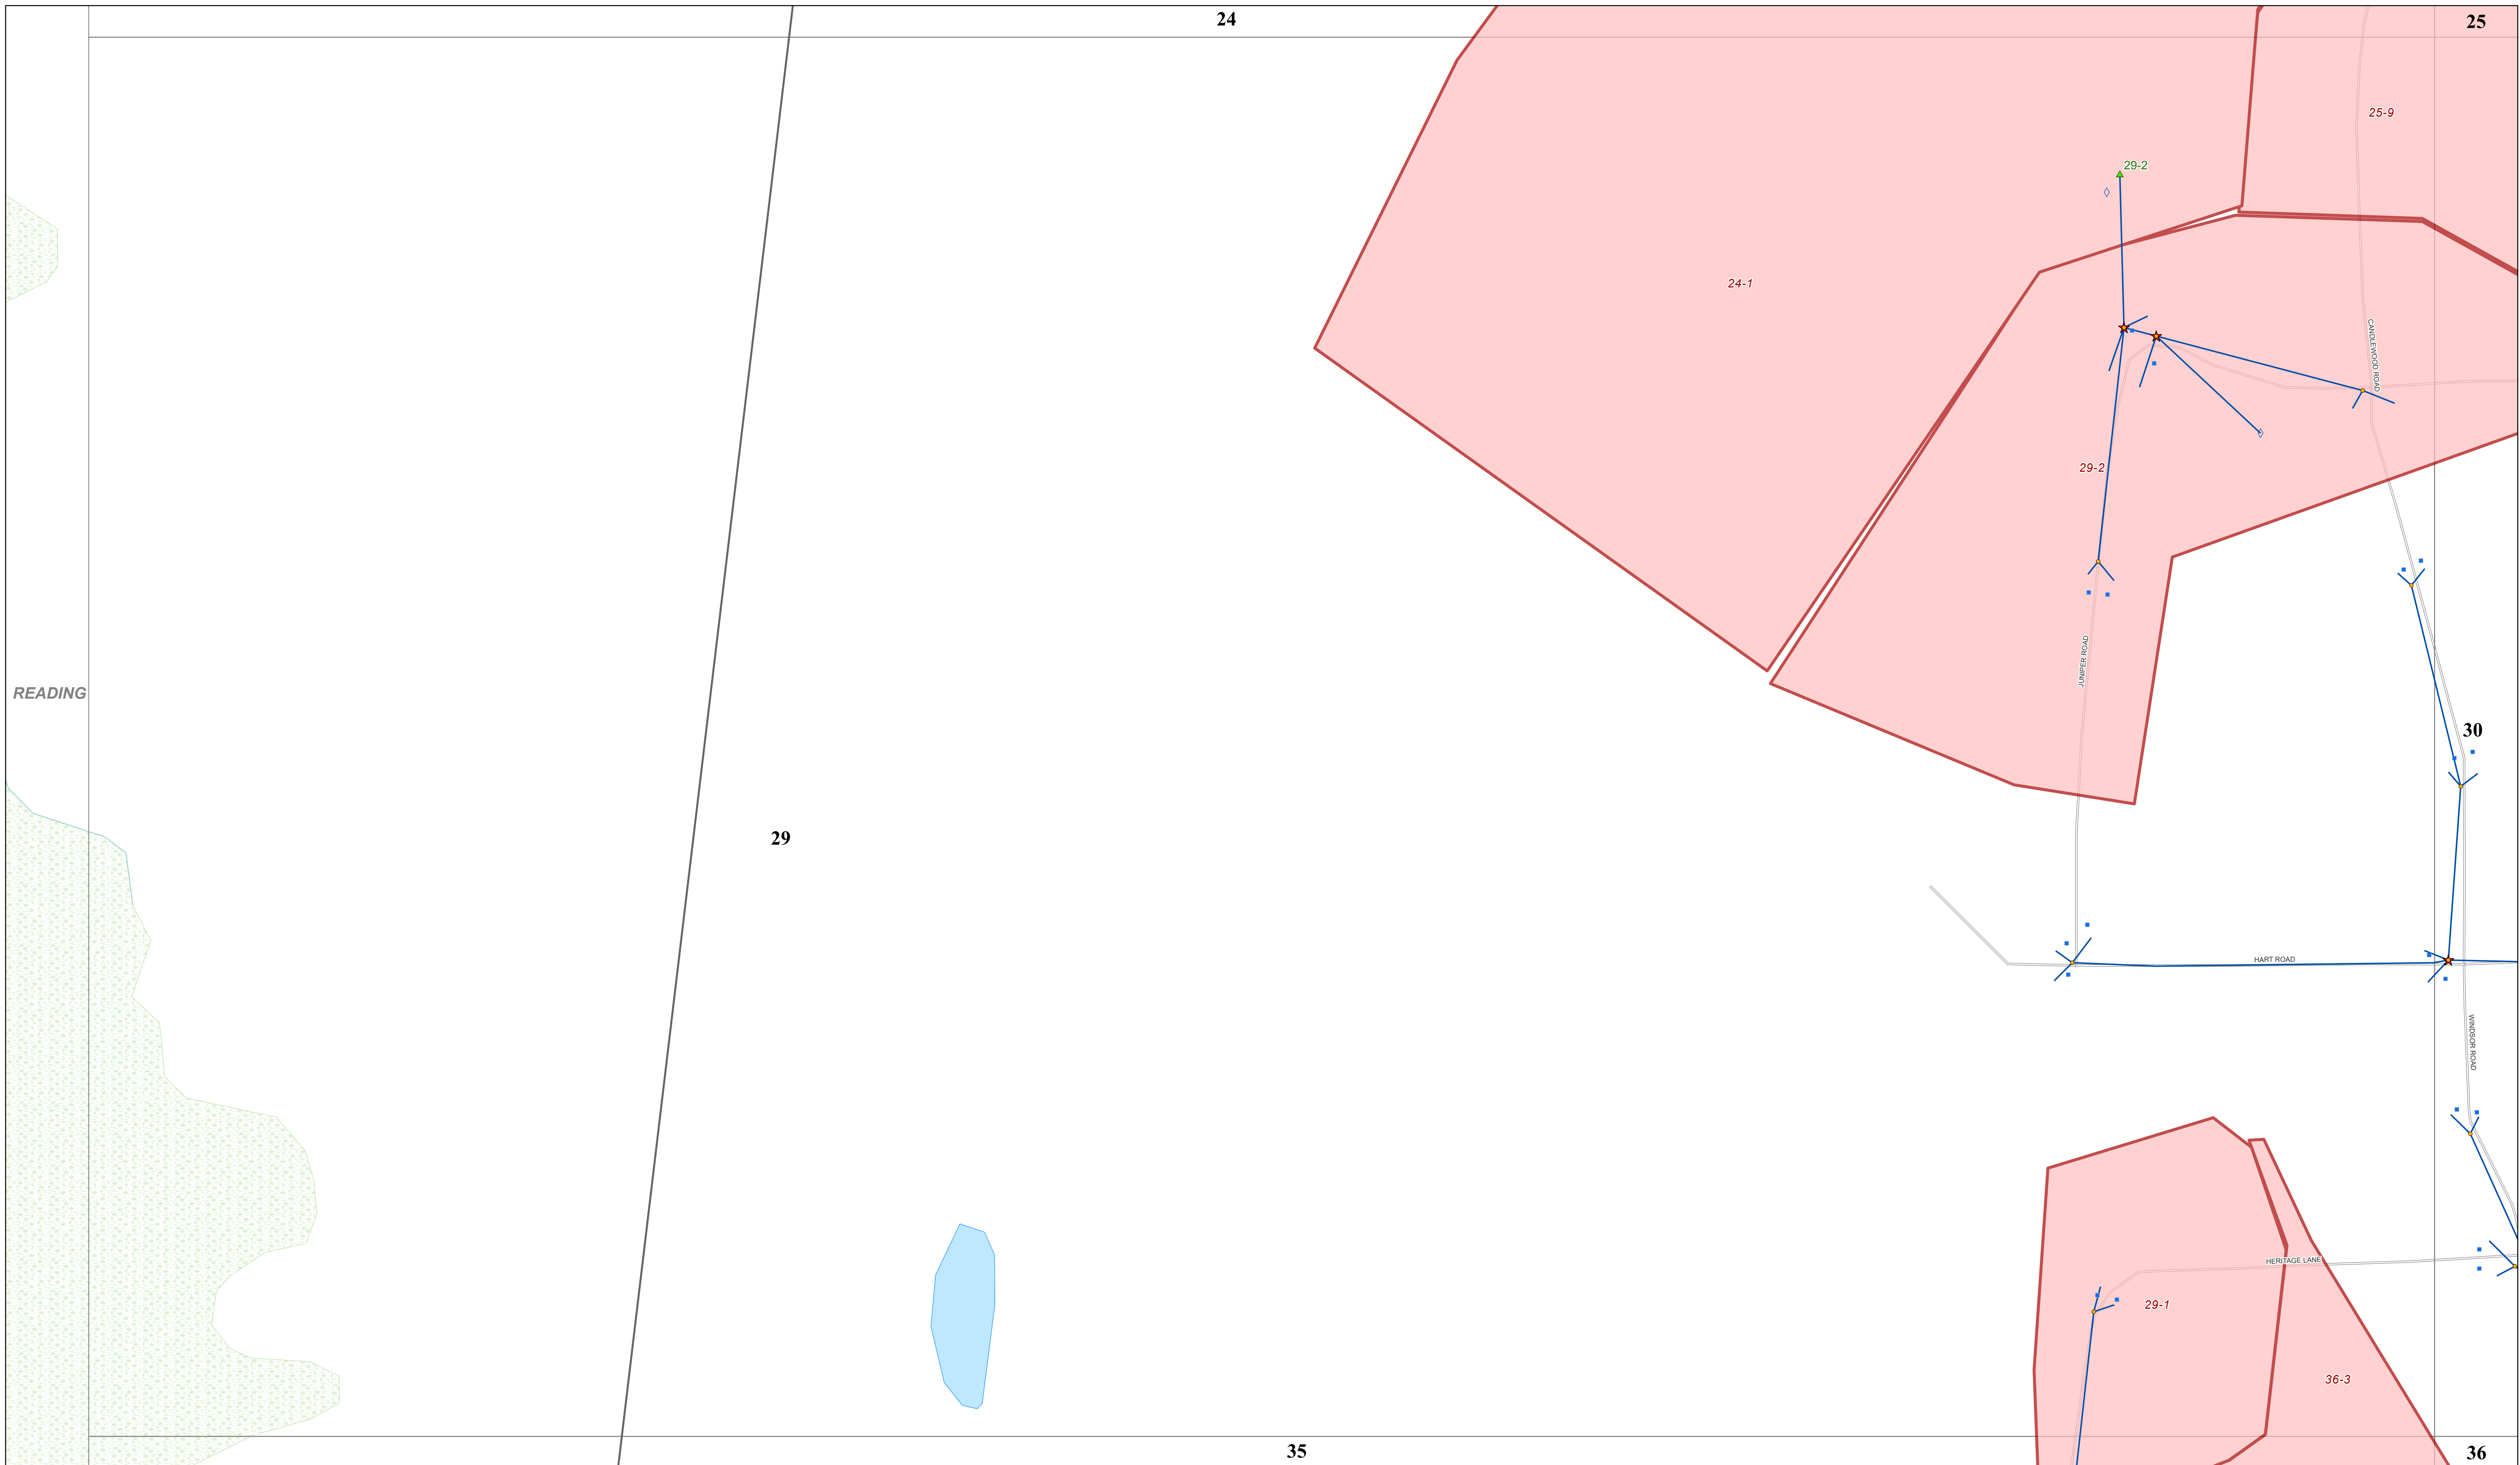 24
25
25-9
29-2
24-1
CANDLEWOOD ROAD
29-2
JUNIPER ROAD
READING
30
29
HART ROAD
WINDSOR ROAD
HERITAGE LANE
29-1
36-3
35
36